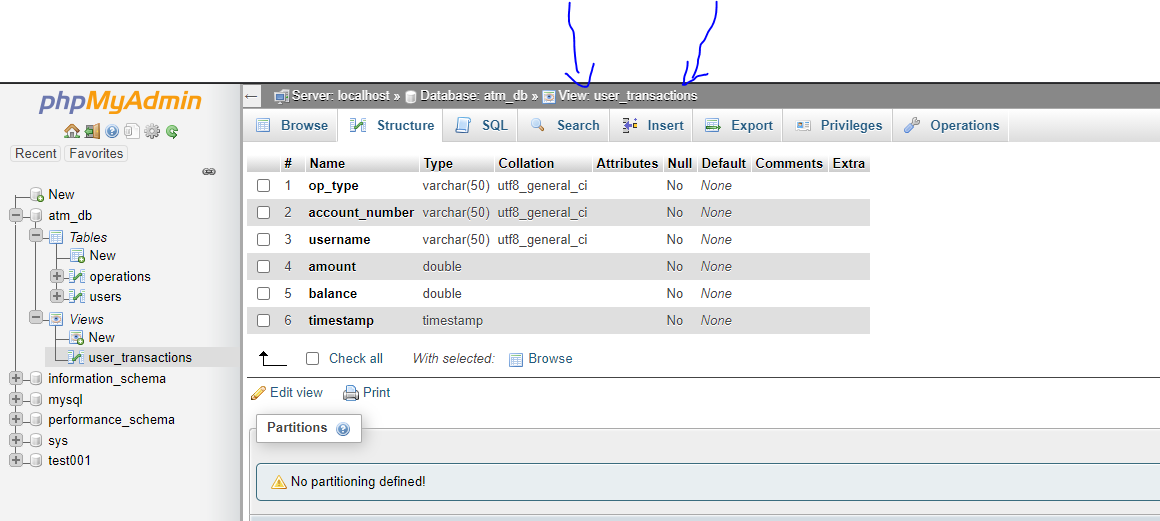 phpMyAdmin
Recent Favorites
New
atm_db
Tables
New
operations
users
Views
New
user_transactions
information_schema
mysql
performance_schema
sys
test001
Server: localhost » Database: atm_db » View: user_transactions
Browse Structure SQL Search Insert Export Privileges Operations
# Name Type Collation Attributes Null Default Comments Extra
1 op_type varchar(50) utf8_general_ci No None
2 account_number varchar(50) utf8_general_ci No None
3 username varchar(50) utf8_general_ci No None
4 amount double No None
5 balance double No None
6 timestamp timestamp No None
Check all With selected: Browse
Edit view Print
Partitions
No partitioning defined!